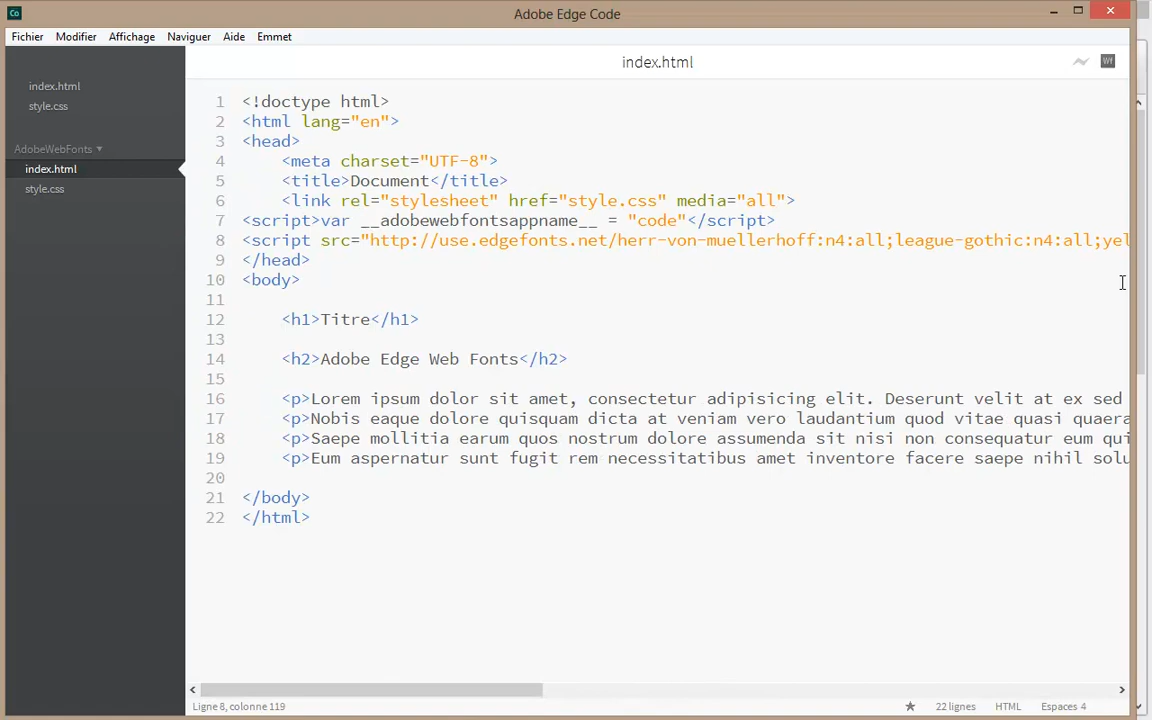 Co
Adobe Edge Code
Fichier Modifier Affichage Naviguer Aide Emmet
index.html
style.css
AdobeWebFonts
index.html
style.css
index.html
Wf
1 <!doctype html>
2 <html lang="en">
3 <head>
4 <meta charset="UTF-8">
5 <title>Document</title>
6 <link rel="stylesheet" href="style.css" media="all">
7 <script>var __adobewebfontsappname__ = "code"</script>
8 <script src="http://use.edgefonts.net/herr-von-muellerhoff:n4:all;league-gothic:n4:all;yel
9 </head>
10 <body>
11
12 <h1>Titre</h1>
13
14 <h2>Adobe Edge Web Fonts</h2>
15
16 <p>Lorem ipsum dolor sit amet, consectetur adipisicing elit. Deserunt velit at ex sed
17 <p>Nobis eaque dolore quisquam dicta at veniam vero laudantium quod vitae quasi quaera
18 <p>Saepe mollitia earum quos nostrum dolore assumenda sit nisi non consequatur eum qui
19 <p>Eum aspernatur sunt fugit rem necessitatibus amet inventore facere saepe nihil solu
20
21 </body>
22 </html>
Ligne 8, colonne 119
22 lignes HTML Espaces 4